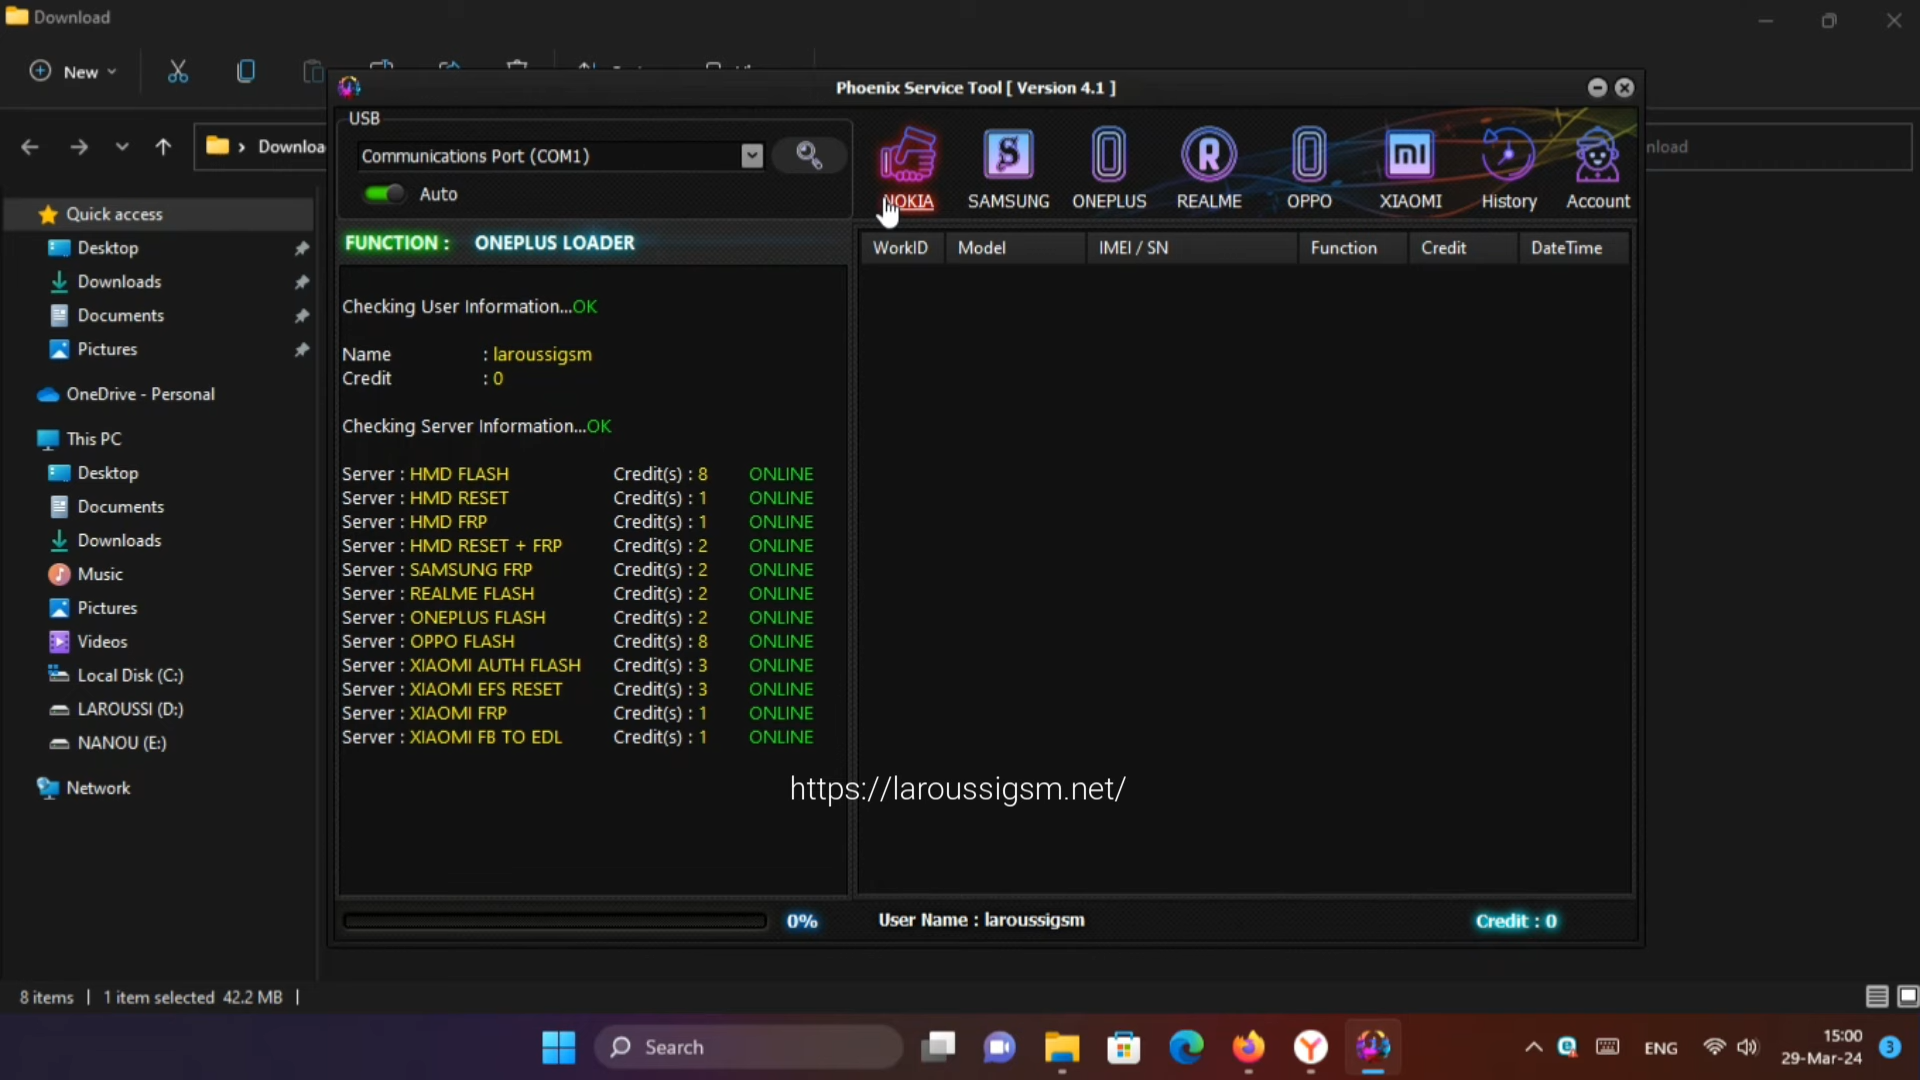 Download
New
Downloa
nload
Quick access
Desktop
Downloads
Documents
Pictures
OneDrive - Personal
This PC
Desktop
Documents
Downloads
Music
Pictures
Videos
Local Disk (C:)
LAROUSSI (D:)
NANOU (E:)
Network
8 items | 1 item selected 42.2 MB |
Phoenix Service Tool [ Version 4.1 ]
USB
Communications Port (COM1)
Auto
NOKIA SAMSUNG ONEPLUS REALME OPPO XIAOMI History Account
FUNCTION : ONEPLUS LOADER
Checking User Information...OK
Name : laroussigsm
Credit : 0
Checking Server Information...OK
Server : HMD FLASH Credit(s) : 8 ONLINE
Server : HMD RESET Credit(s) : 1 ONLINE
Server : HMD FRP Credit(s) : 1 ONLINE
Server : HMD RESET + FRP Credit(s) : 2 ONLINE
Server : SAMSUNG FRP Credit(s) : 2 ONLINE
Server : REALME FLASH Credit(s) : 2 ONLINE
Server : ONEPLUS FLASH Credit(s) : 2 ONLINE
Server : OPPO FLASH Credit(s) : 8 ONLINE
Server : XIAOMI AUTH FLASH Credit(s) : 3 ONLINE
Server : XIAOMI EFS RESET Credit(s) : 3 ONLINE
Server : XIAOMI FRP Credit(s) : 1 ONLINE
Server : XIAOMI FB TO EDL Credit(s) : 1 ONLINE
WorkID Model IMEI / SN Function Credit DateTime
https://laroussigsm.net/
0%
User Name : laroussigsm
Credit : 0
Search
ENG
15:00
29-Mar-24
3